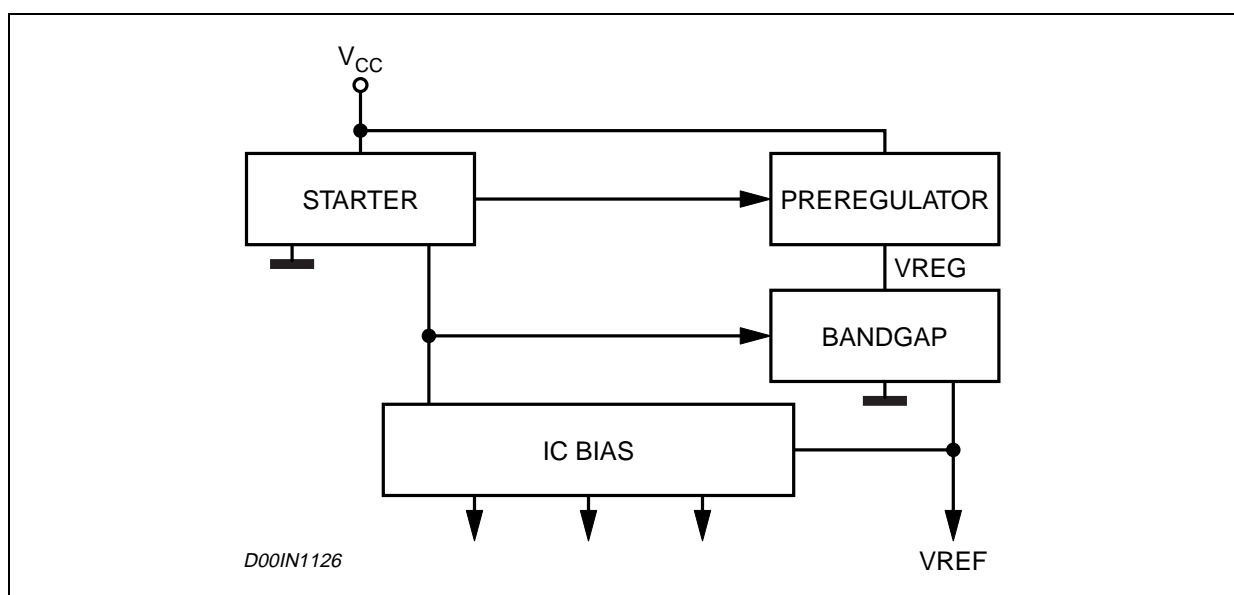 VCC
STARTER
PREREGULATOR
VREG
BANDGAP
IC BIAS
D00IN1126
VREF